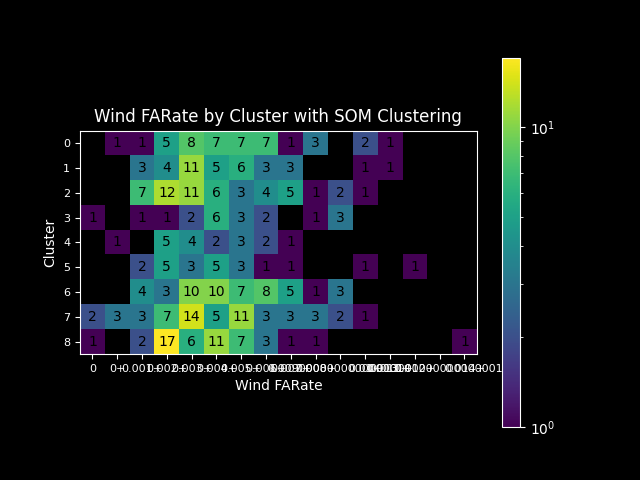 Wind FARate by Cluster with SOM Clustering
0 1 1 5 8 7 7 7 1 3 2 1
1 3 4 11 5 6 3 3 1 1
2 7 12 11 6 3 4 5 1 2 1
3 1 1 1 2 6 3 2 1 3
4 1 5 4 2 3 2 1
5 2 5 3 5 3 1 1 1 1
6 4 3 10 10 7 8 5 1 3
7 2 3 3 7 14 5 11 3 3 3 2 1
8 1 2 17 6 11 7 3 1 1 1
Cluster
0 0+
Wind FARate
10^1
10^0